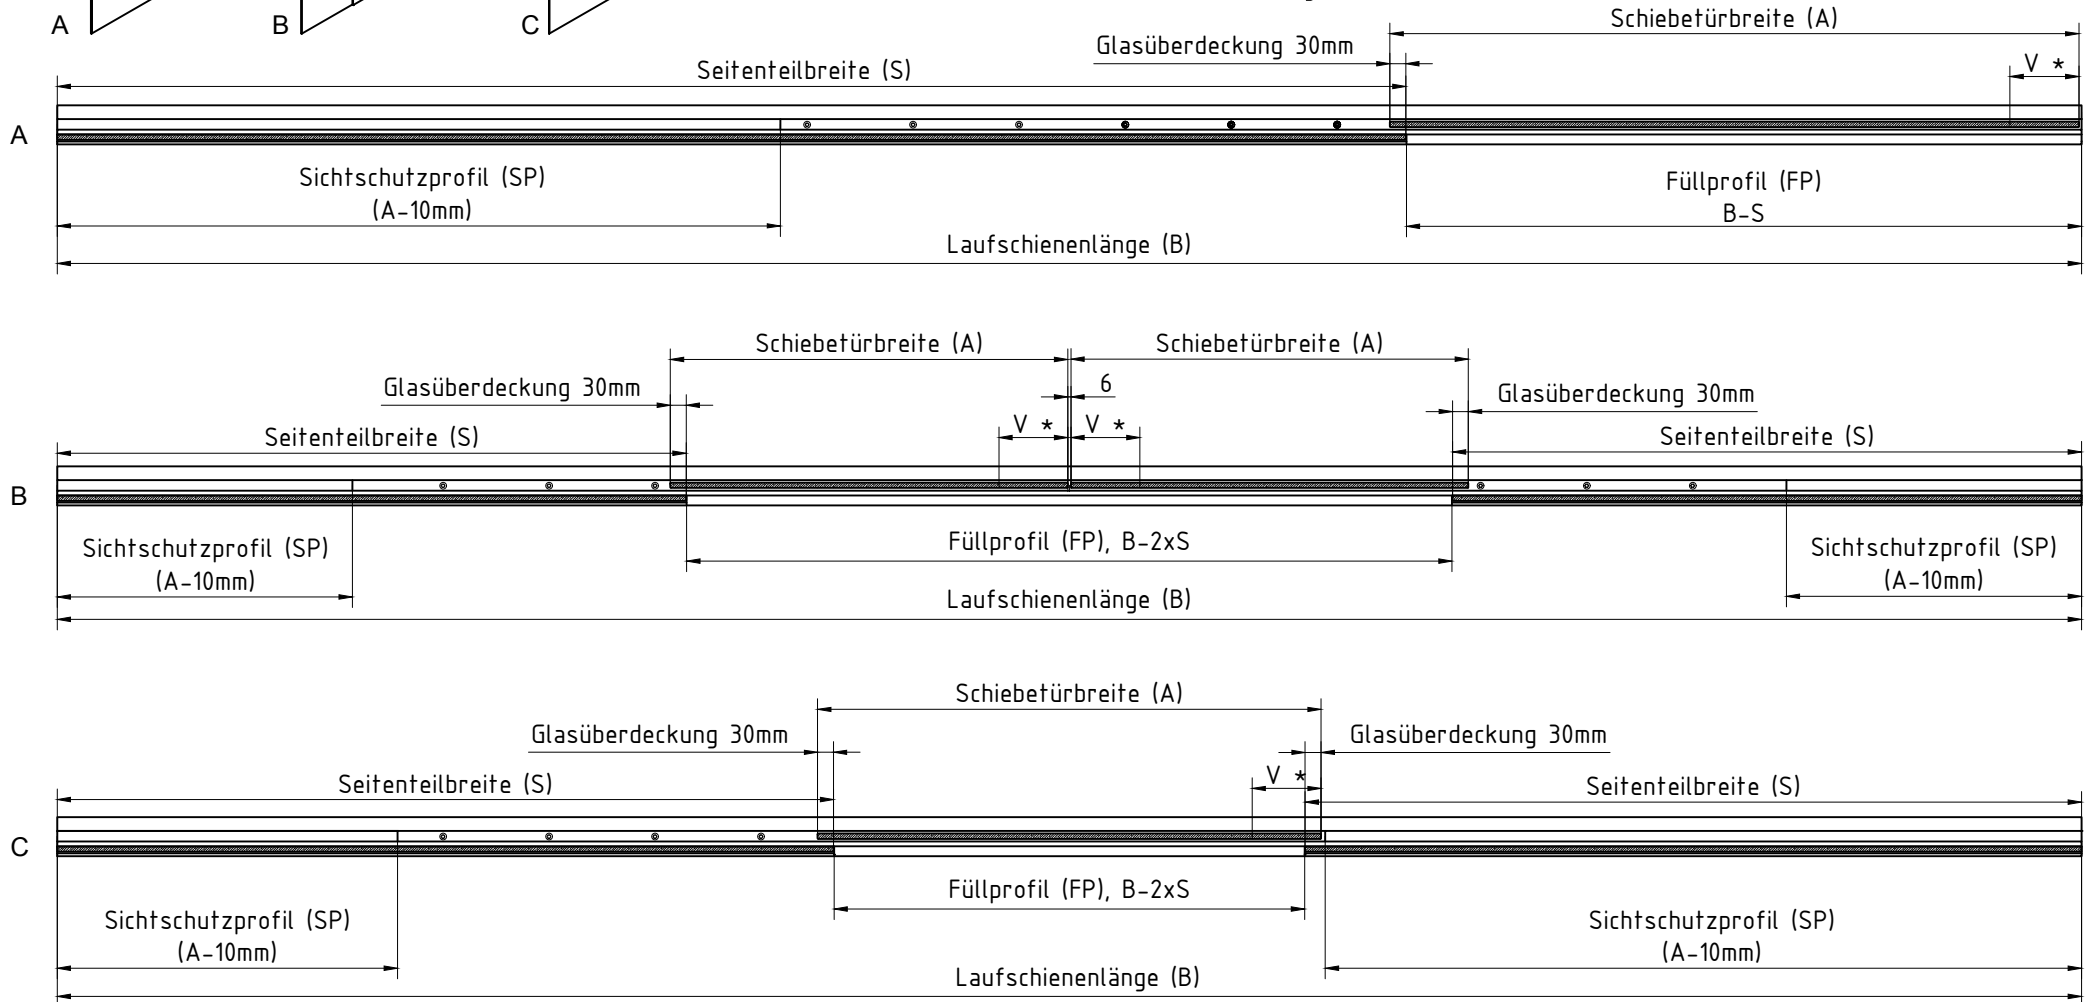 A
B
C
Schiebetürbreite (A)
Glasüberdeckung 30mm
Seitenteilbreite (S)
V *
A
Sichtschutzprofil (SP)
(A-10mm)
Füllprofil (FP)
B-S
Laufschienenlänge (B)
Schiebetürbreite (A)
Schiebetürbreite (A)
Glasüberdeckung 30mm
6
Glasüberdeckung 30mm
Seitenteilbreite (S)
V *
V *
Seitenteilbreite (S)
B
Sichtschutzprofil (SP)
(A-10mm)
Füllprofil (FP), B-2xS
Sichtschutzprofil (SP)
(A-10mm)
Laufschienenlänge (B)
Schiebetürbreite (A)
Glasüberdeckung 30mm
Glasüberdeckung 30mm
Seitenteilbreite (S)
V *
Seitenteilbreite (S)
C
Sichtschutzprofil (SP)
(A-10mm)
Füllprofil (FP), B-2xS
Sichtschutzprofil (SP)
(A-10mm)
Laufschienenlänge (B)